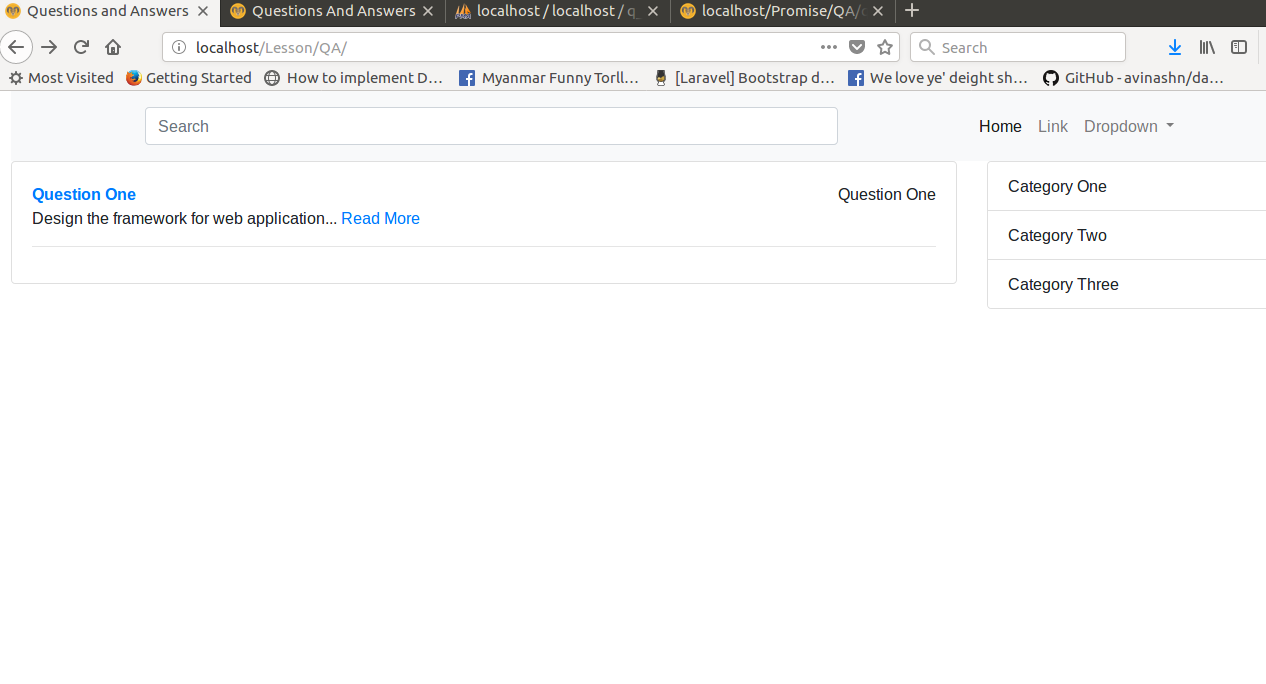 Questions and Answers
Questions And Answers
localhost / localhost / q_
localhost/Promise/QA/c
localhost/Lesson/QA/
Search
Most Visited
Getting Started
How to implement D…
Myanmar Funny Torll…
[Laravel] Bootstrap d…
We love ye' deight sh…
GitHub - avinashn/da…
Search
Home
Link
Dropdown
Question One
Question One
Design the framework for web application... Read More
Category One
Category Two
Category Three